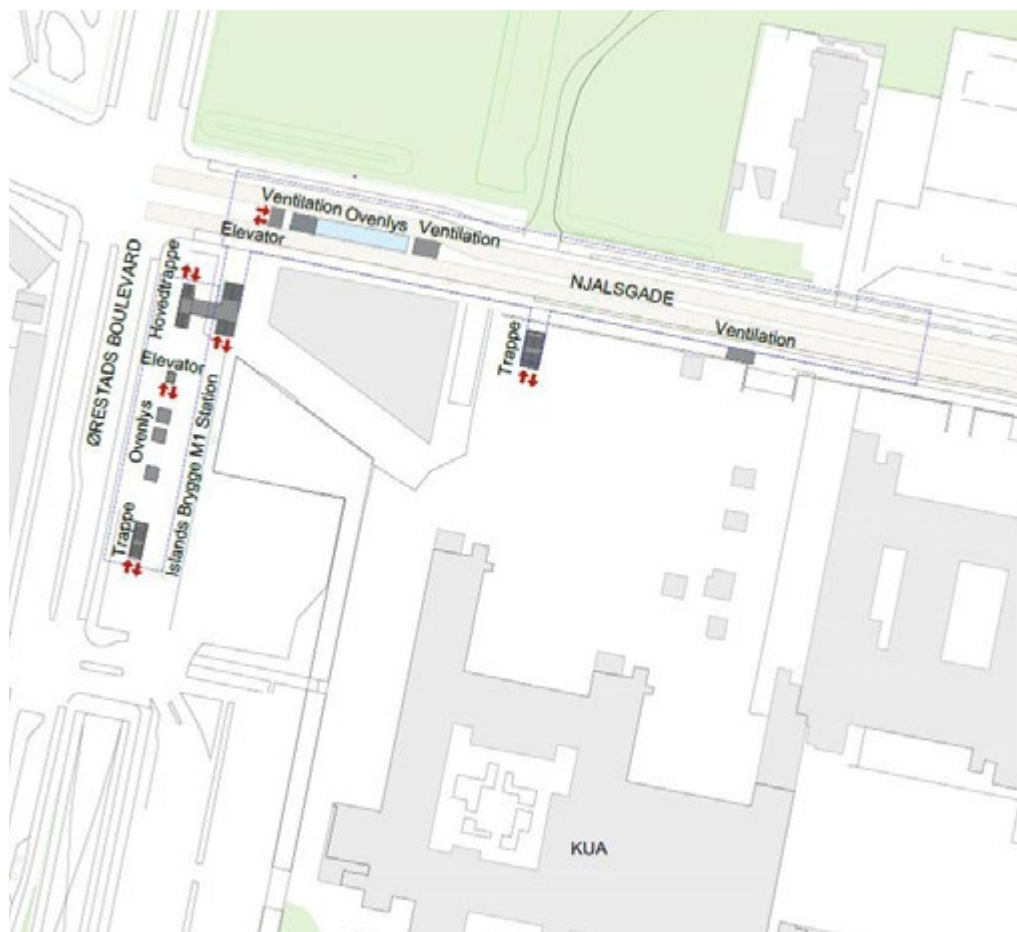 Ventilation
Ovenlys
Ventilation
Elevator
NJALSGADE
Hovedtrappe
ØRESTADS BOULEVARD
Ventilation
Trappe
Elevator
Islands Brygge M1 Station
Ovenlys
Trappe
KUA